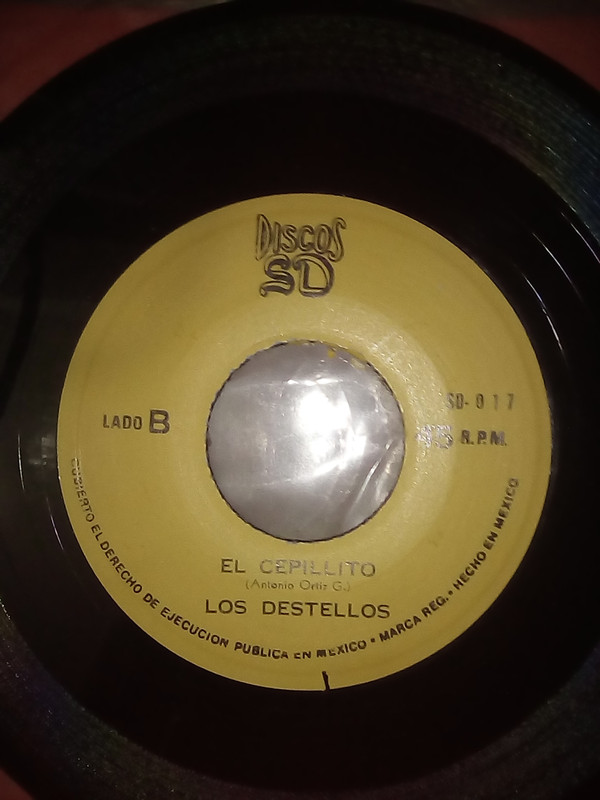 DISCOS
SD
SD-017
LADO B
45 R.P.M.
EL CEPILLITO
(Antonio Ortiz G.)
LOS DESTELLOS
CUBIERTO EL DERECHO DE EJECUCION PUBLICA EN MEXICO • MARCA REG. • HECHO EN MEXICO